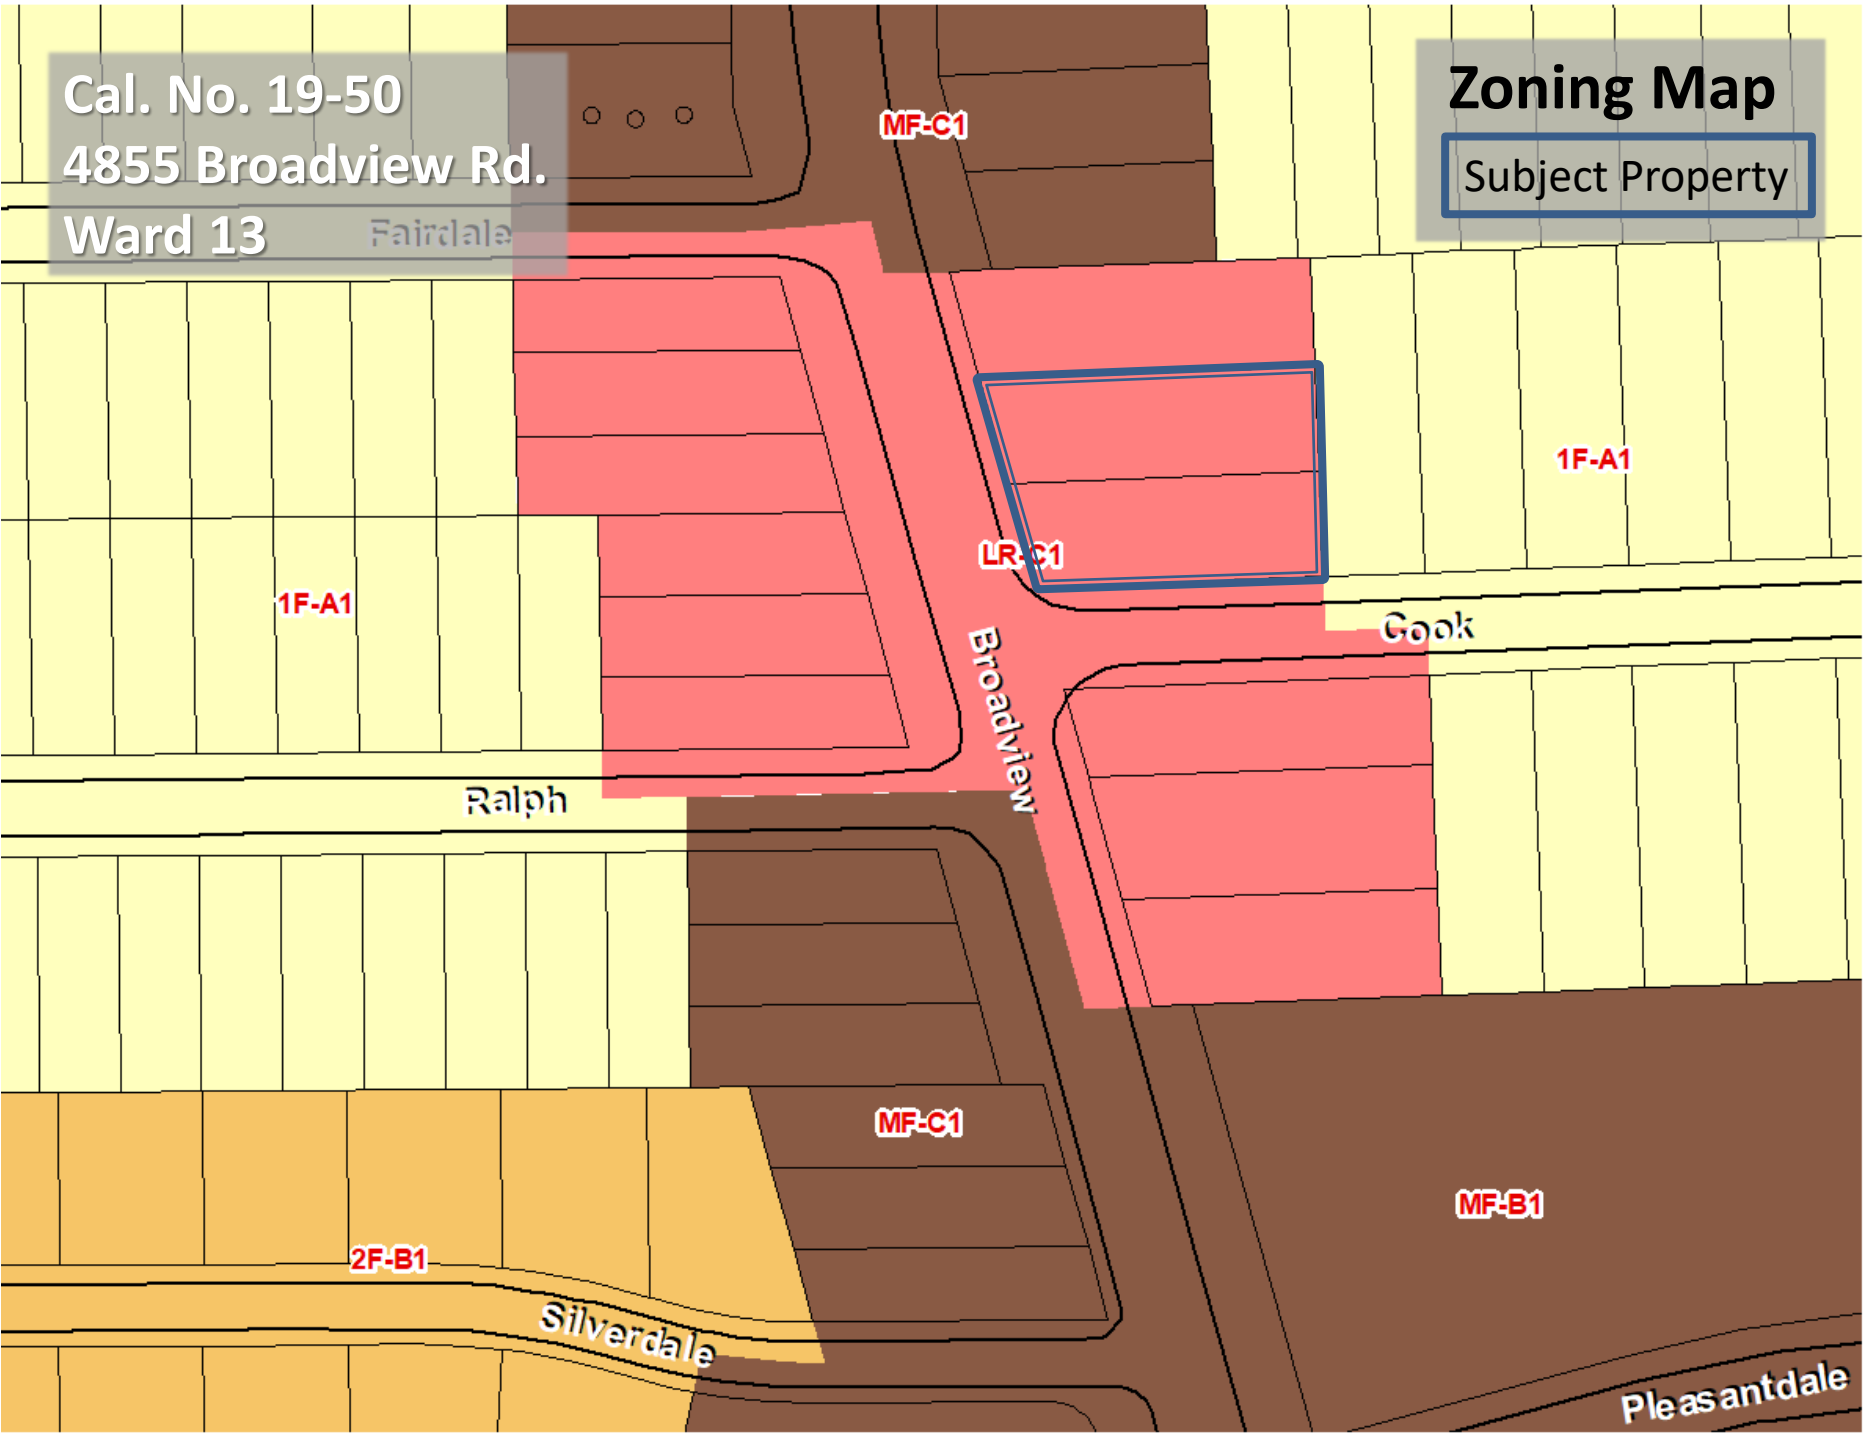 Cal. No. 19-50
4855 Broadview Rd.
Ward 13
Zoning Map
Subject Property
MF-C1
Fairdale
1F-A1
LR-C1
1F-A1
Cook
Broadview
Ralph
MF-C1
MF-B1
2F-B1
Silverdale
Pleasantdale